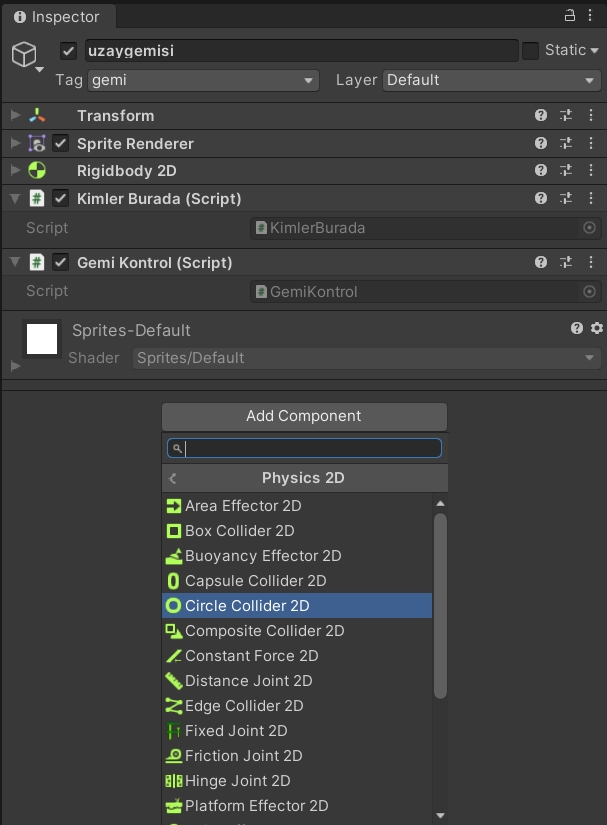 Inspector
uzaygemisi Static
Tag gemi Layer Default
Transform
Sprite Renderer
Rigidbody 2D
# Kimler Burada (Script)
Script # KimlerBurada
# Gemi Kontrol (Script)
Script # GemiKontrol
Sprites-Default
Shader Sprites/Default
Add Component
Physics 2D
Area Effector 2D
Box Collider 2D
Buoyancy Effector 2D
Capsule Collider 2D
Circle Collider 2D
Composite Collider 2D
Constant Force 2D
Distance Joint 2D
Edge Collider 2D
Fixed Joint 2D
Friction Joint 2D
Hinge Joint 2D
Platform Effector 2D